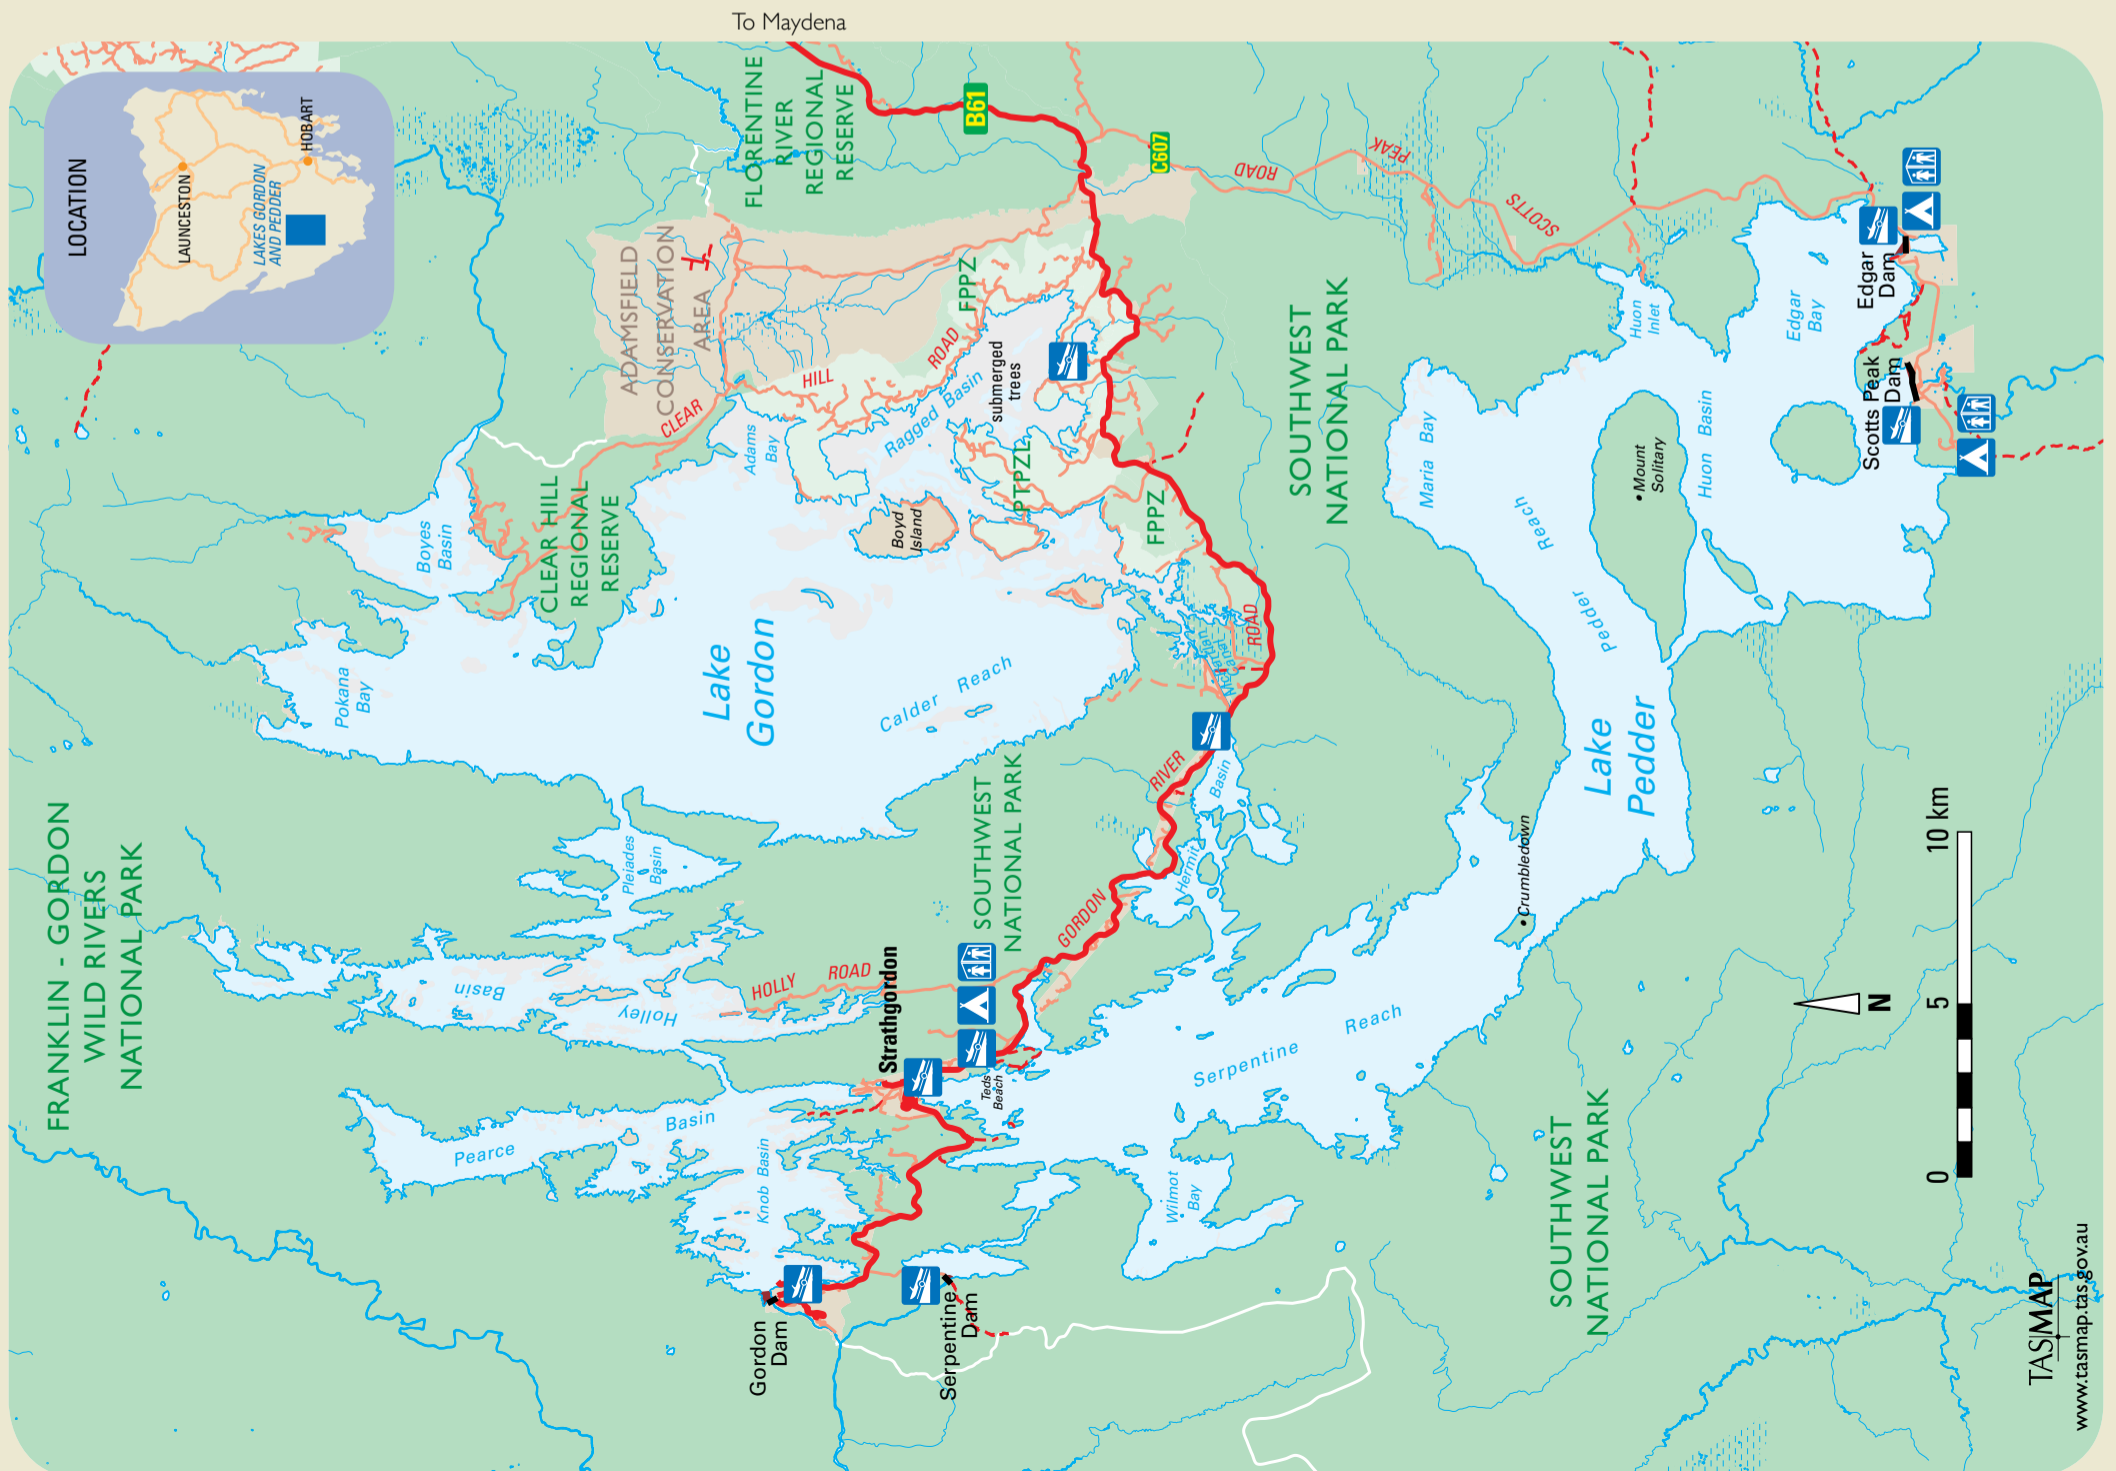 To Maydena
LOCATION
LAUNCESTON
HOBART
LAKES GORDON
AND PEDDER
FRANKLIN - GORDON
WILD RIVERS
NATIONAL PARK
FLORENTINE
RIVER
REGIONAL
RESERVE
B61
C607
ADAMSFIELD
CONSERVATION
AREA
CLEAR
HILL
ROAD
FPPZ
Ragged Basin
submerged
trees
PTPZL
FPPZ
Adams
Bay
Boyd
Island
Boyes
Basin
CLEAR HILL
REGIONAL
RESERVE
Pokana
Bay
Lake
Gordon
Calder Reach
McPartlan
Canal
ROAD
RIVER
GORDON
SOUTHWEST
NATIONAL PARK
Pleiades
Basin
Holley
Basin
HOLLY
ROAD
Strathgordon
Teds
Beach
Pearce
Basin
Knob Basin
Gordon
Dam
Serpentine
Dam
Hermit
Basin
Wilmot
Bay
Serpentine
Reach
• Crumbledown
Lake
Pedder
Pedder
Reach
Maria Bay
• Mount
Solitary
Huon Basin
Huon
Inlet
Edgar
Bay
Edgar
Dam
Scotts Peak
Dam
SCOTTS
PEAK
ROAD
SOUTHWEST
NATIONAL PARK
SOUTHWEST
NATIONAL PARK
N
0
5
10 km
TASMAP
www.tasmap.tas.gov.au